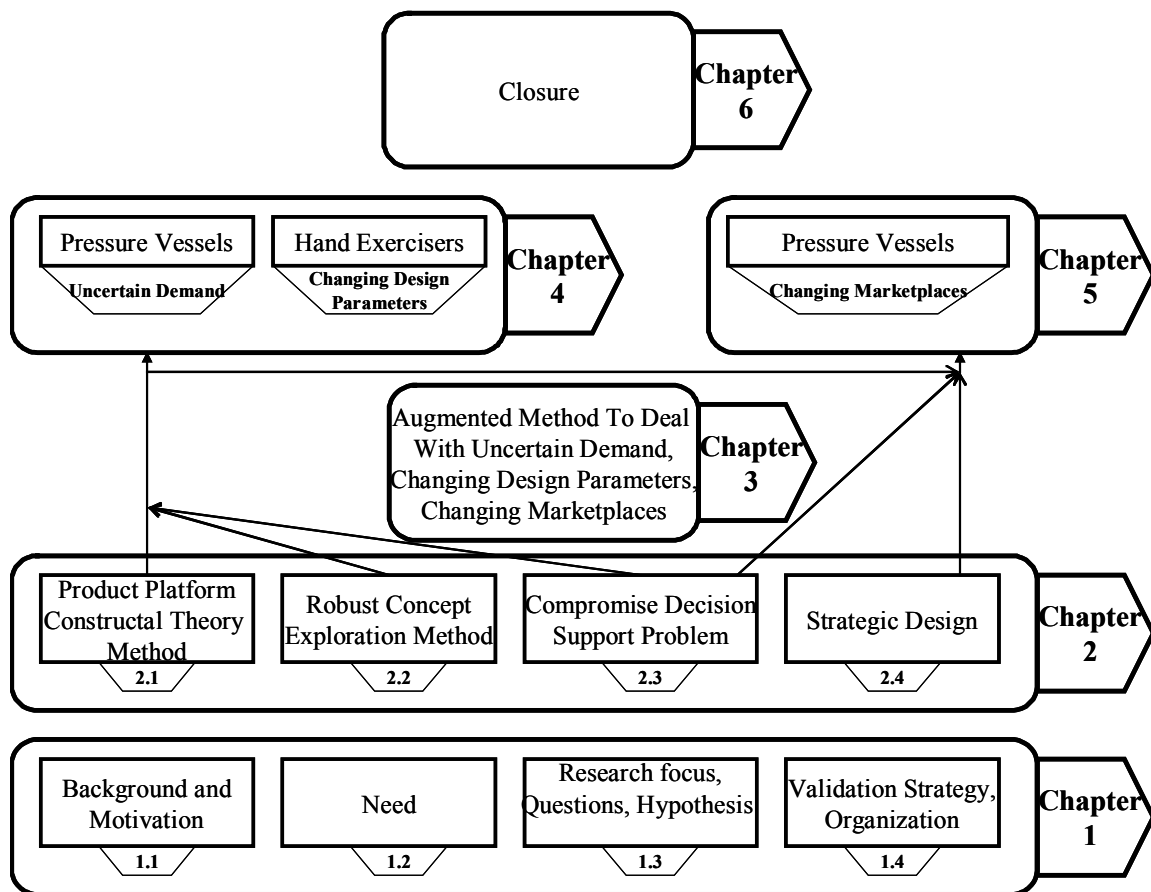 Closure
Chapter
6
Pressure Vessels
Uncertain Demand
Hand Exercisers
Changing Design
Parameters
Chapter
4
Pressure Vessels
Changing Marketplaces
Chapter
5
Augmented Method To Deal
With Uncertain Demand,
Changing Design Parameters,
Changing Marketplaces
Chapter
3
Product Platform
Constructal Theory
Method
2.1
Robust Concept
Exploration Method
2.2
Compromise Decision
Support Problem
2.3
Strategic Design
2.4
Chapter
2
Background and
Motivation
1.1
Need
1.2
Research focus,
Questions, Hypothesis
1.3
Validation Strategy,
Organization
1.4
Chapter
1